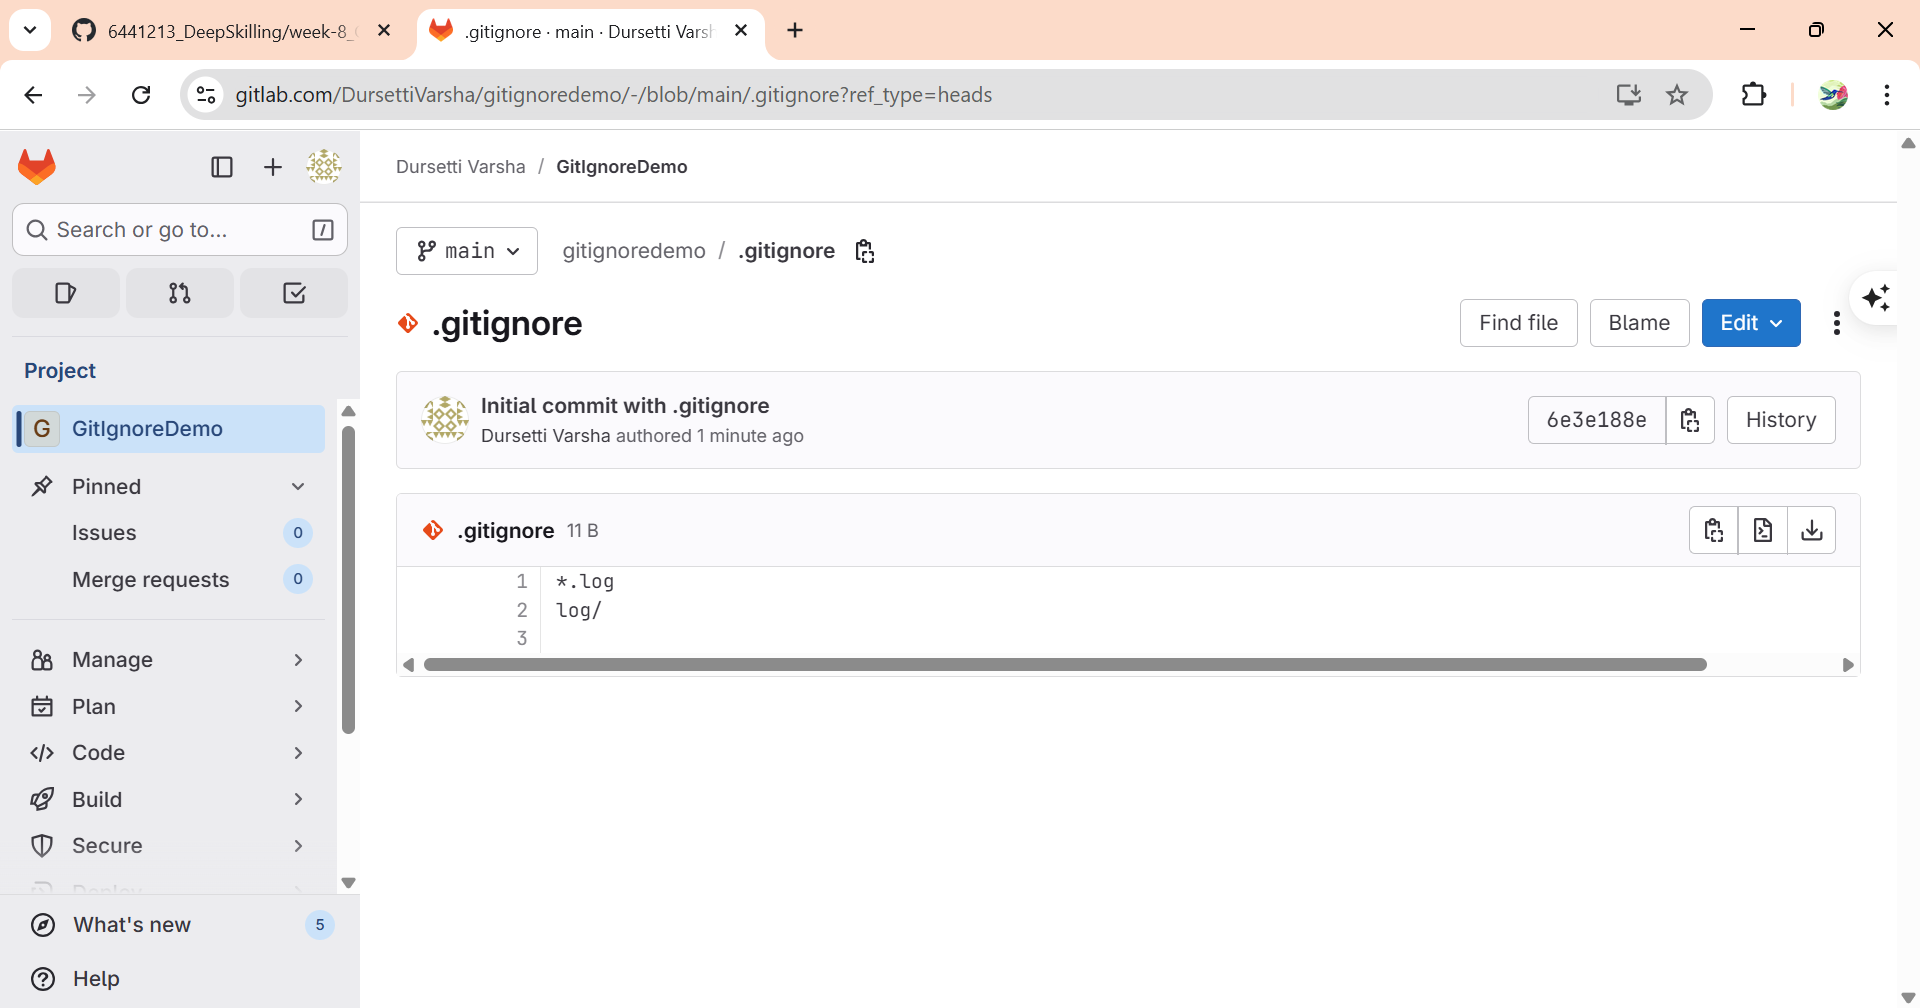 6441213_DeepSkilling/week-8_
.gitignore · main · Dursetti Varsh
gitlab.com/DursettiVarsha/gitignoredemo/-/blob/main/.gitignore?ref_type=heads
Search or go to...
/
Project
G GitIgnoreDemo
Pinned
Issues 0
Merge requests 0
Manage
Plan
Code
Build
Secure
Deploy
What's new 5
Help
Dursetti Varsha / GitIgnoreDemo
main
gitignoredemo / .gitignore
.gitignore
Find file
Blame
Edit
Initial commit with .gitignore
Dursetti Varsha authored 1 minute ago
6e3e188e
History
.gitignore 11 B
1 *.log
2 log/
3